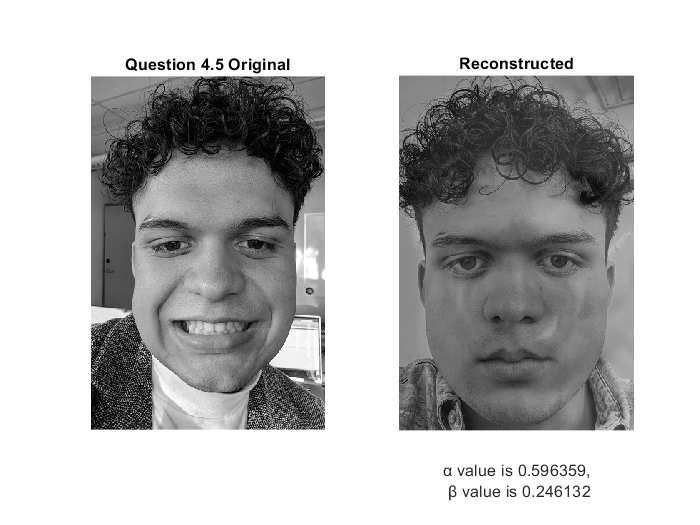 Question 4.5 Original
Reconstructed
α value is 0.596359,
β value is 0.246132